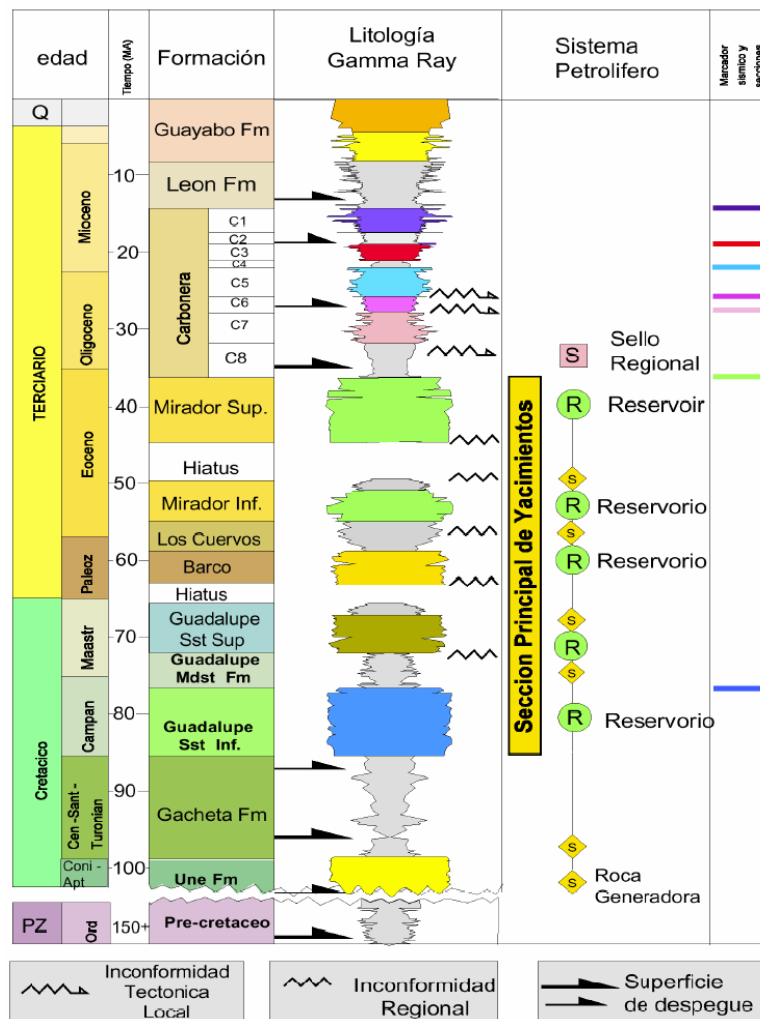 edad
Tiempo (MA)
Formación
Litología
Gamma Ray
Sistema
Petrolifero
Marcador
sismico y
secciones
Q
TERCIARIO
Cretacico
PZ
Mioceno
Oligoceno
Eoceno
Paleoz
Maastr
Campan
Cen -Sant -
Turonian
Coni -
Apt
Ord
10
20
30
40
50
60
70
80
90
100
150+
Guayabo Fm
Leon Fm
Carbonera
C1
C2
C3
C4
C5
C6
C7
C8
Mirador Sup.
Hiatus
Mirador Inf.
Los Cuervos
Barco
Hiatus
Guadalupe
Sst Sup
Guadalupe
Mdst Fm
Guadalupe
Sst Inf.
Gacheta Fm
Une Fm
Pre-cretaceo
Seccion Principal de Yacimientos
S
Sello
Regional
R
Reservoir
S
R
Reservorio
S
R
Reservorio
S
R
S
R
Reservorio
S
S
Roca
Generadora
Inconformidad
Tectonica
Local
Inconformidad
Regional
Superficie
de despegue